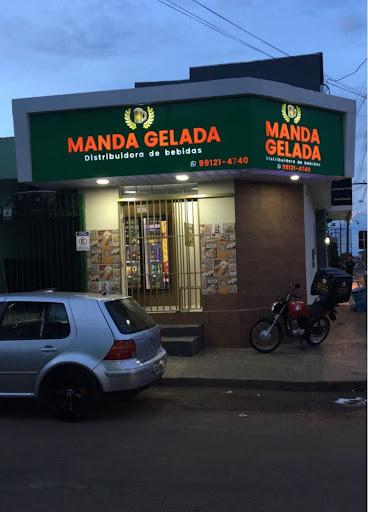 MANDA GELADA
Distribuidora de bebidas
99121-4740
MANDA
GELADA
Distribuidora de bebidas
99121-4740
E